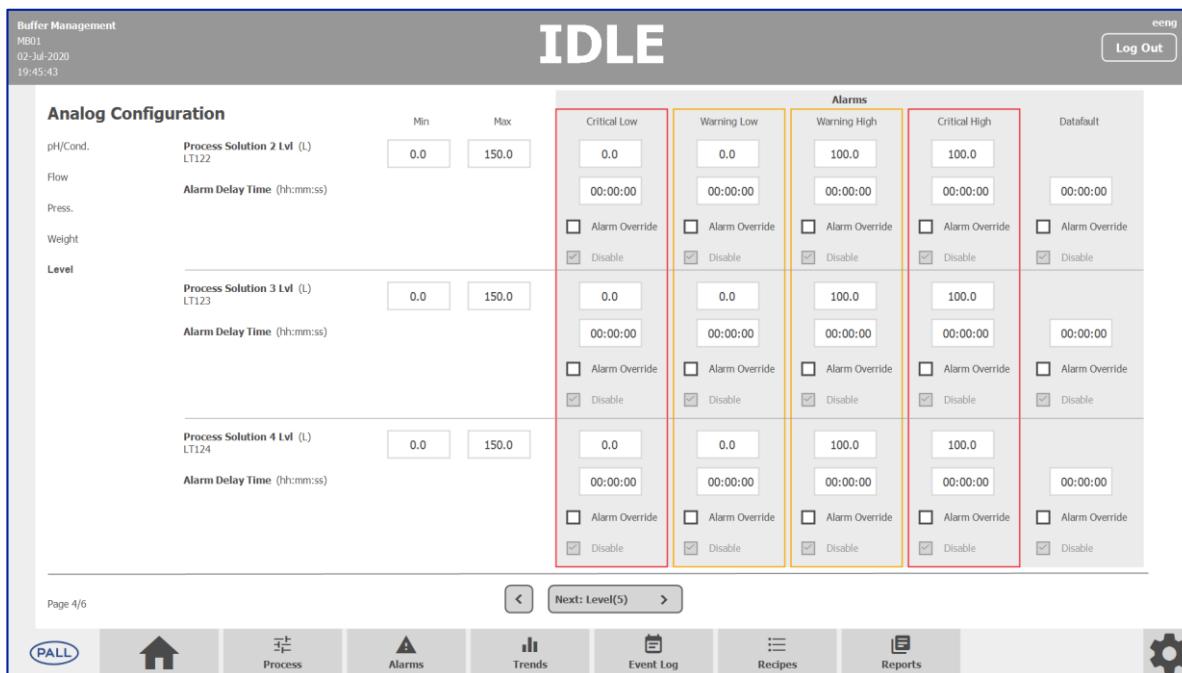 Buffer Management
MB01
02-Jul-2020
19:45:43
IDLE
eeng
Log Out
Analog Configuration
Alarms
Min Max Critical Low Warning Low Warning High Critical High Datafault
pH/Cond.
Flow
Press.
Weight
Level
Process Solution 2 Lvl (L) 0.0 150.0 0.0 0.0 100.0 100.0
LT122
Alarm Delay Time (hh:mm:ss) 00:00:00 00:00:00 00:00:00 00:00:00 00:00:00
Alarm Override Alarm Override Alarm Override Alarm Override Alarm Override
Disable Disable Disable Disable Disable
Process Solution 3 Lvl (L) 0.0 150.0 0.0 0.0 100.0 100.0
LT123
Alarm Delay Time (hh:mm:ss) 00:00:00 00:00:00 00:00:00 00:00:00 00:00:00
Alarm Override Alarm Override Alarm Override Alarm Override Alarm Override
Disable Disable Disable Disable Disable
Process Solution 4 Lvl (L) 0.0 150.0 0.0 0.0 100.0 100.0
LT124
Alarm Delay Time (hh:mm:ss) 00:00:00 00:00:00 00:00:00 00:00:00 00:00:00
Alarm Override Alarm Override Alarm Override Alarm Override Alarm Override
Disable Disable Disable Disable Disable
Page 4/6 < Next: Level(5) >
PALL Process Alarms Trends Event Log Recipes Reports